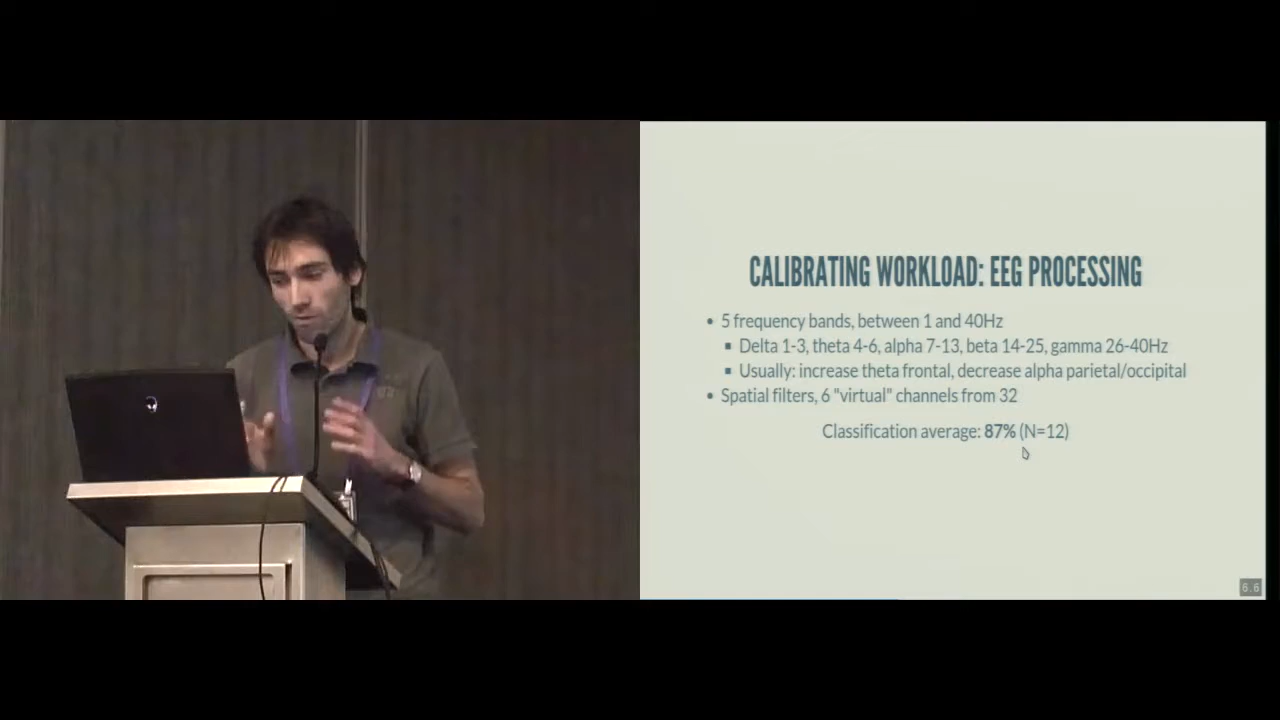 CALIBRATING WORKLOAD: EEG PROCESSING
• 5 frequency bands, between 1 and 40Hz
▪ Delta 1-3, theta 4-6, alpha 7-13, beta 14-25, gamma 26-40Hz
▪ Usually: increase theta frontal, decrease alpha parietal/occipital
• Spatial filters, 6 "virtual" channels from 32
Classification average: 87% (N=12)
6.6